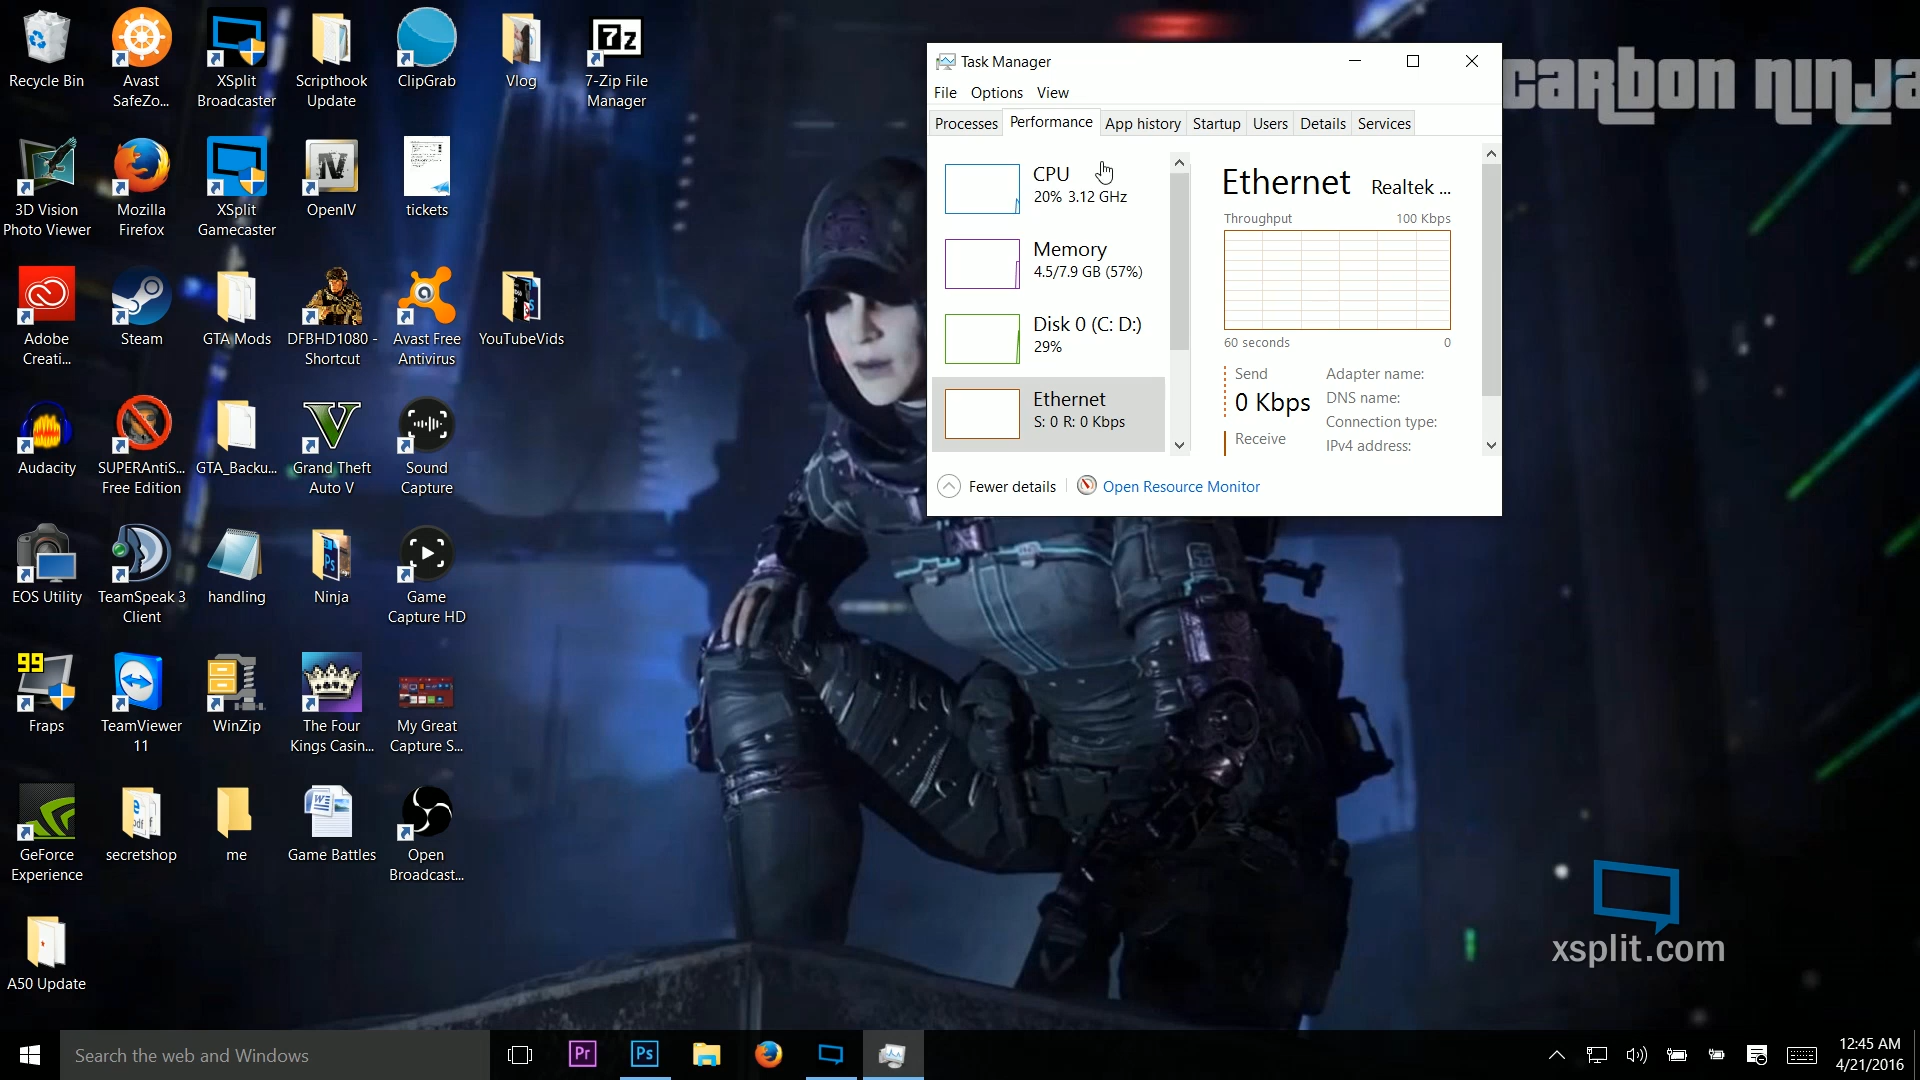 Recycle Bin
Avast
SafeZo...
XSplit
Broadcaster
Scripthook
Update
ClipGrab
Vlog
7z
7-Zip File
Manager
3D Vision
Photo Viewer
Mozilla
Firefox
XSplit
Gamecaster
IV
OpenIV
tickets
Adobe
Creati...
Steam
GTA Mods
DFBHD1080 -
Shortcut
Avast Free
Antivirus
YouTubeVids
Audacity
SUPERAntiS...
Free Edition
GTA_Backu...
V
Grand Theft
Auto V
Sound
Capture
EOS Utility
TeamSpeak 3
Client
handling
Ps
Ninja
Game
Capture HD
99
Fraps
TeamViewer
11
WinZip
The Four
Kings Casin...
My Great
Capture S...
GeForce
Experience
secretshop
me
Game Battles
Open
Broadcast...
A50 Update
Task Manager
File Options View
Processes Performance App history Startup Users Details Services
CPU
20% 3.12 GHz
Memory
4.5/7.9 GB (57%)
Disk 0 (C: D:)
29%
Ethernet
S: 0 R: 0 Kbps
Ethernet Realtek ...
Throughput 100 Kbps
60 seconds 0
Send
0 Kbps
Receive
Adapter name:
DNS name:
Connection type:
IPv4 address:
Fewer details Open Resource Monitor
CARBON NINJA
xsplit.com
Search the web and Windows
Pr
Ps
12:45 AM
4/21/2016